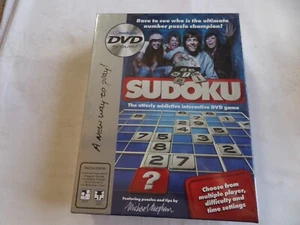 Race to see who is the ultimate
number puzzle champion!
DVD
SUDOKU
The utterly addictive interactive DVD game
A new way to play!
?
Choose from
multiple player,
difficulty and
time settings
Featuring puzzles and tips by